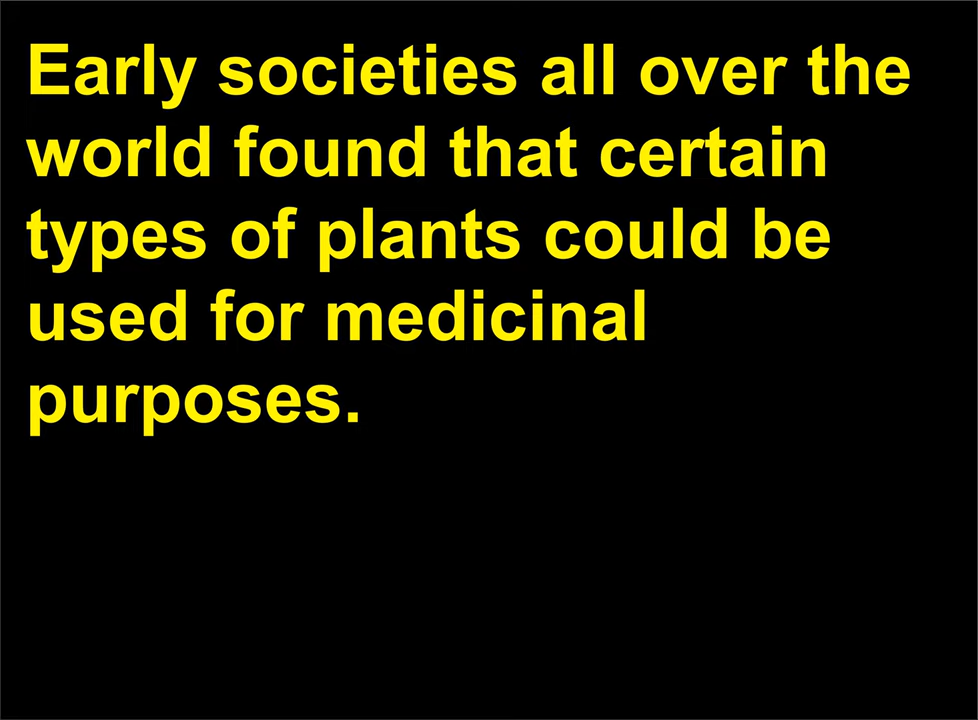 Early societies all over the
world found that certain
types of plants could be
used for medicinal
purposes.